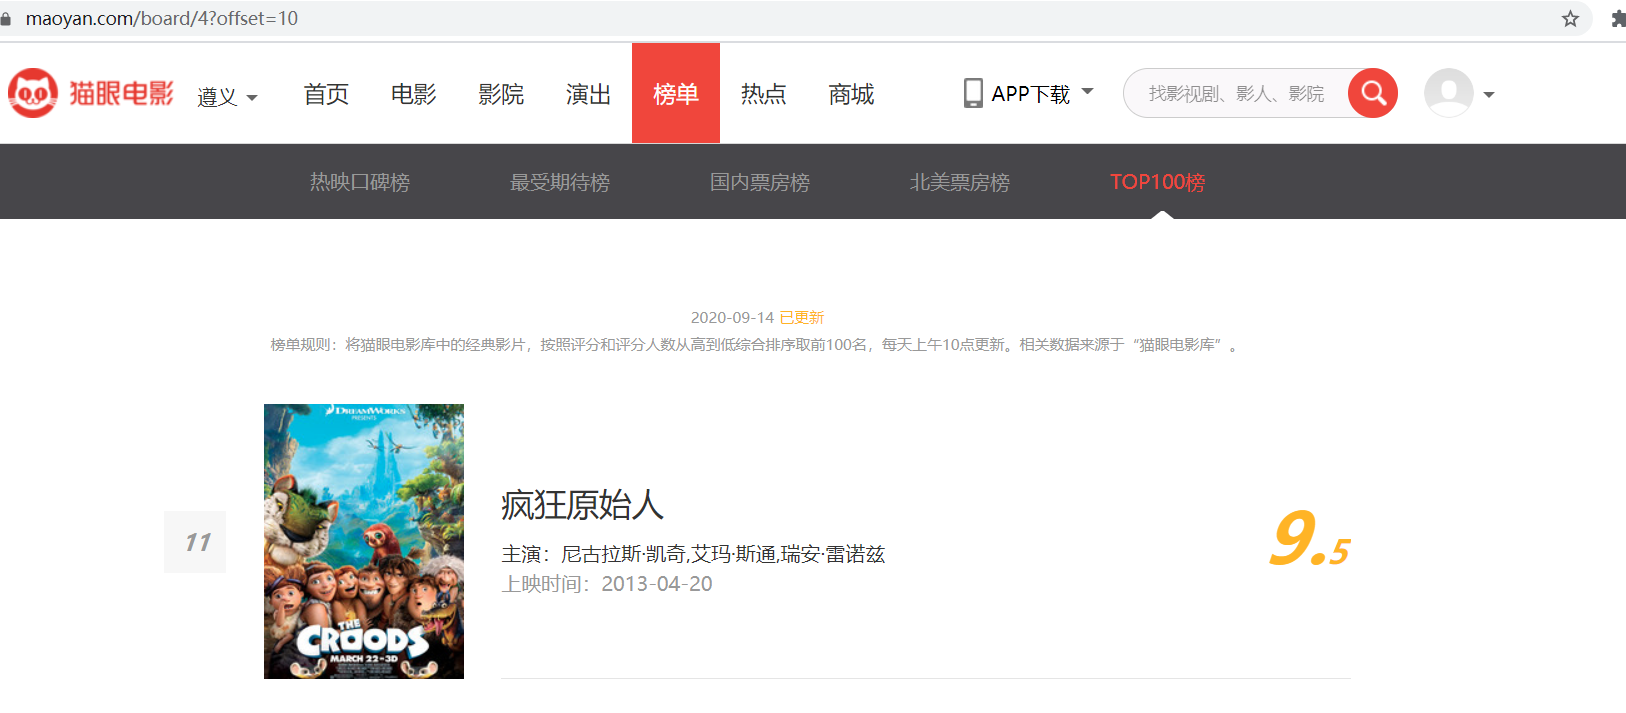 maoyan.com/board/4?offset=10
猫眼电影 遵义 首页 电影 影院 演出 榜单 热点 商城 APP下载 找影视剧、影人、影院
热映口碑榜 最受期待榜 国内票房榜 北美票房榜 TOP100榜
2020-09-14 已更新
榜单规则：将猫眼电影库中的经典影片，按照评分和评分人数从高到低综合排序取前100名，每天上午10点更新。相关数据来源于“猫眼电影库”。
DREAMWORKS
PRESENTS
THE
CROODS
MARCH 22-3D
11
疯狂原始人
主演：尼古拉斯·凯奇,艾玛·斯通,瑞安·雷诺兹
上映时间：2013-04-20
9.5